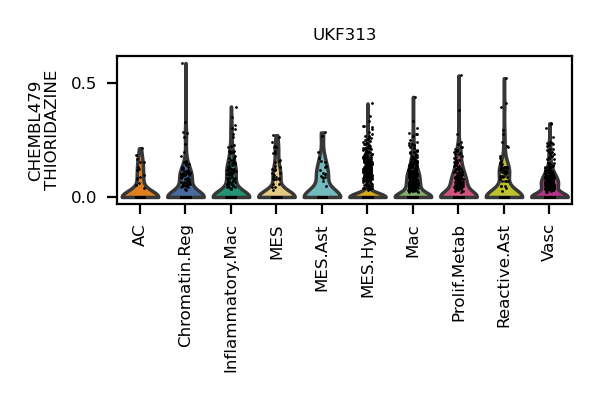 UKF313
CHEMBL479
THIORIDAZINE
0.5
0.0
AC
Chromatin.Reg
Inflammatory.Mac
MES
MES.Ast
MES.Hyp
Mac
Prolif.Metab
Reactive.Ast
Vasc